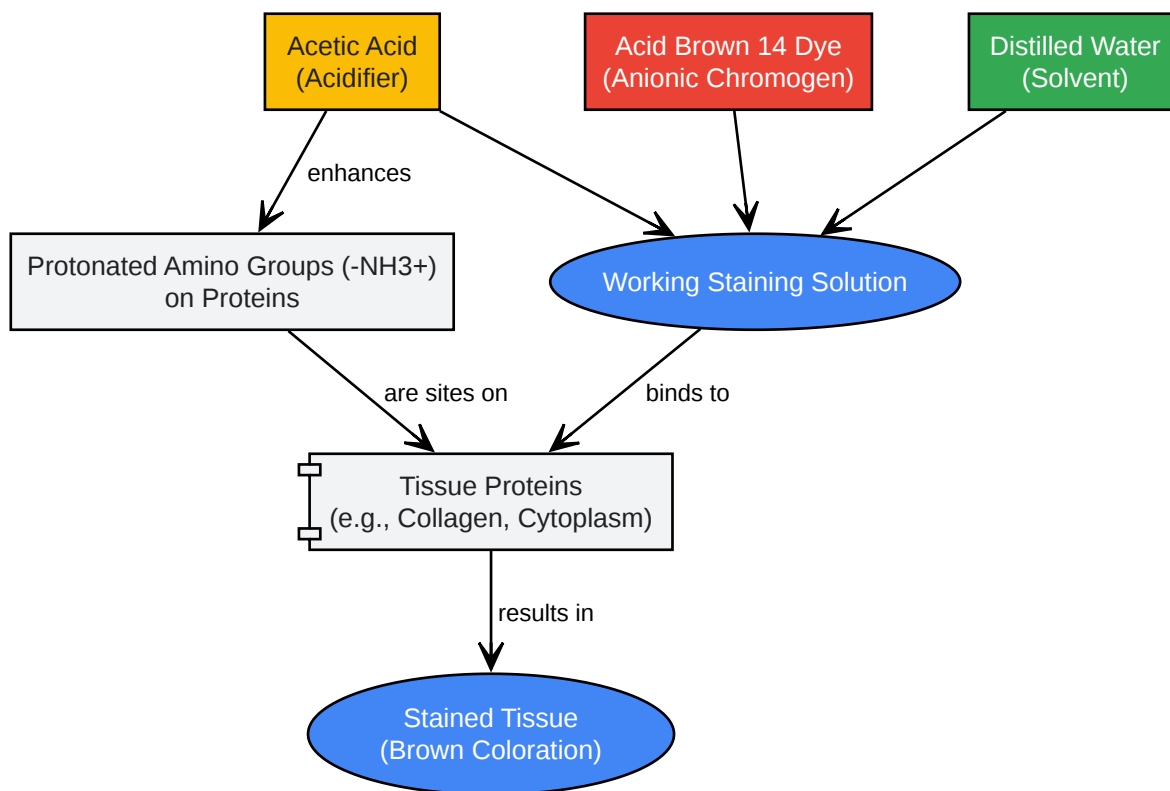 Acetic Acid
(Acidifier)
Acid Brown 14 Dye
(Anionic Chromogen)
Distilled Water
(Solvent)
enhances
Protonated Amino Groups (-NH3+)
on Proteins
Working Staining Solution
are sites on
binds to
Tissue Proteins
(e.g., Collagen, Cytoplasm)
results in
Stained Tissue
(Brown Coloration)